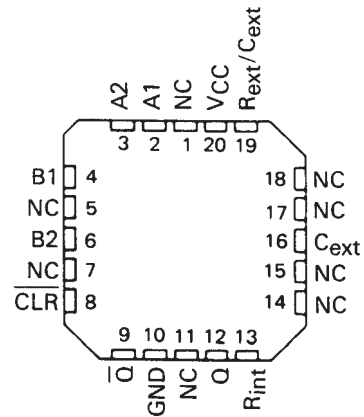 A2 A1 NC VCC Rext/Cext
3 2 1 20 19
B1 4
NC 5
B2 6
NC 7
C̅L̅R̅ 8
18 NC
17 NC
16 Cext
15 NC
14 NC
9 10 11 12 13
Q̅ GND NC Q Rint